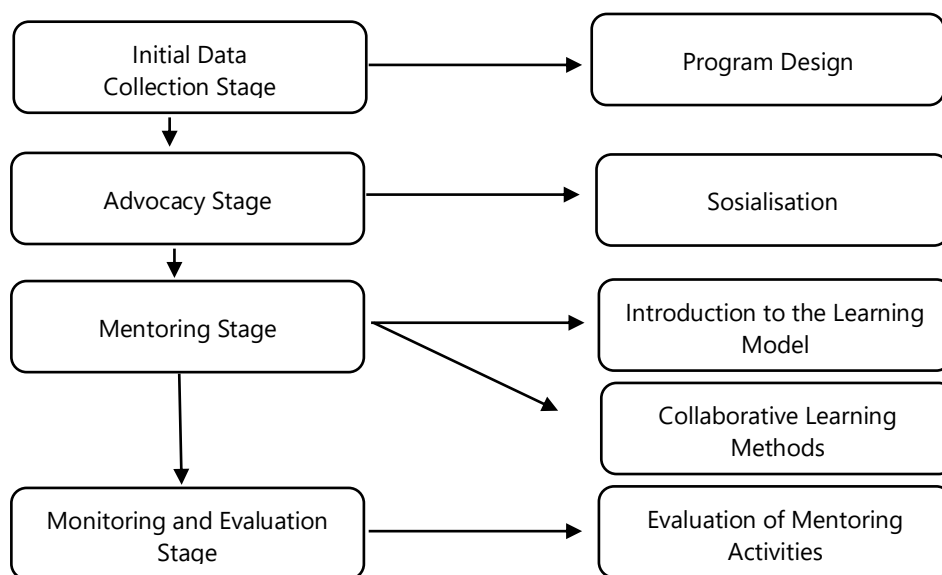 Initial Data
Collection Stage
Program Design
Advocacy Stage
Sosialisation
Mentoring Stage
Introduction to the Learning
Model
Collaborative Learning
Methods
Monitoring and Evaluation
Stage
Evaluation of Mentoring
Activities